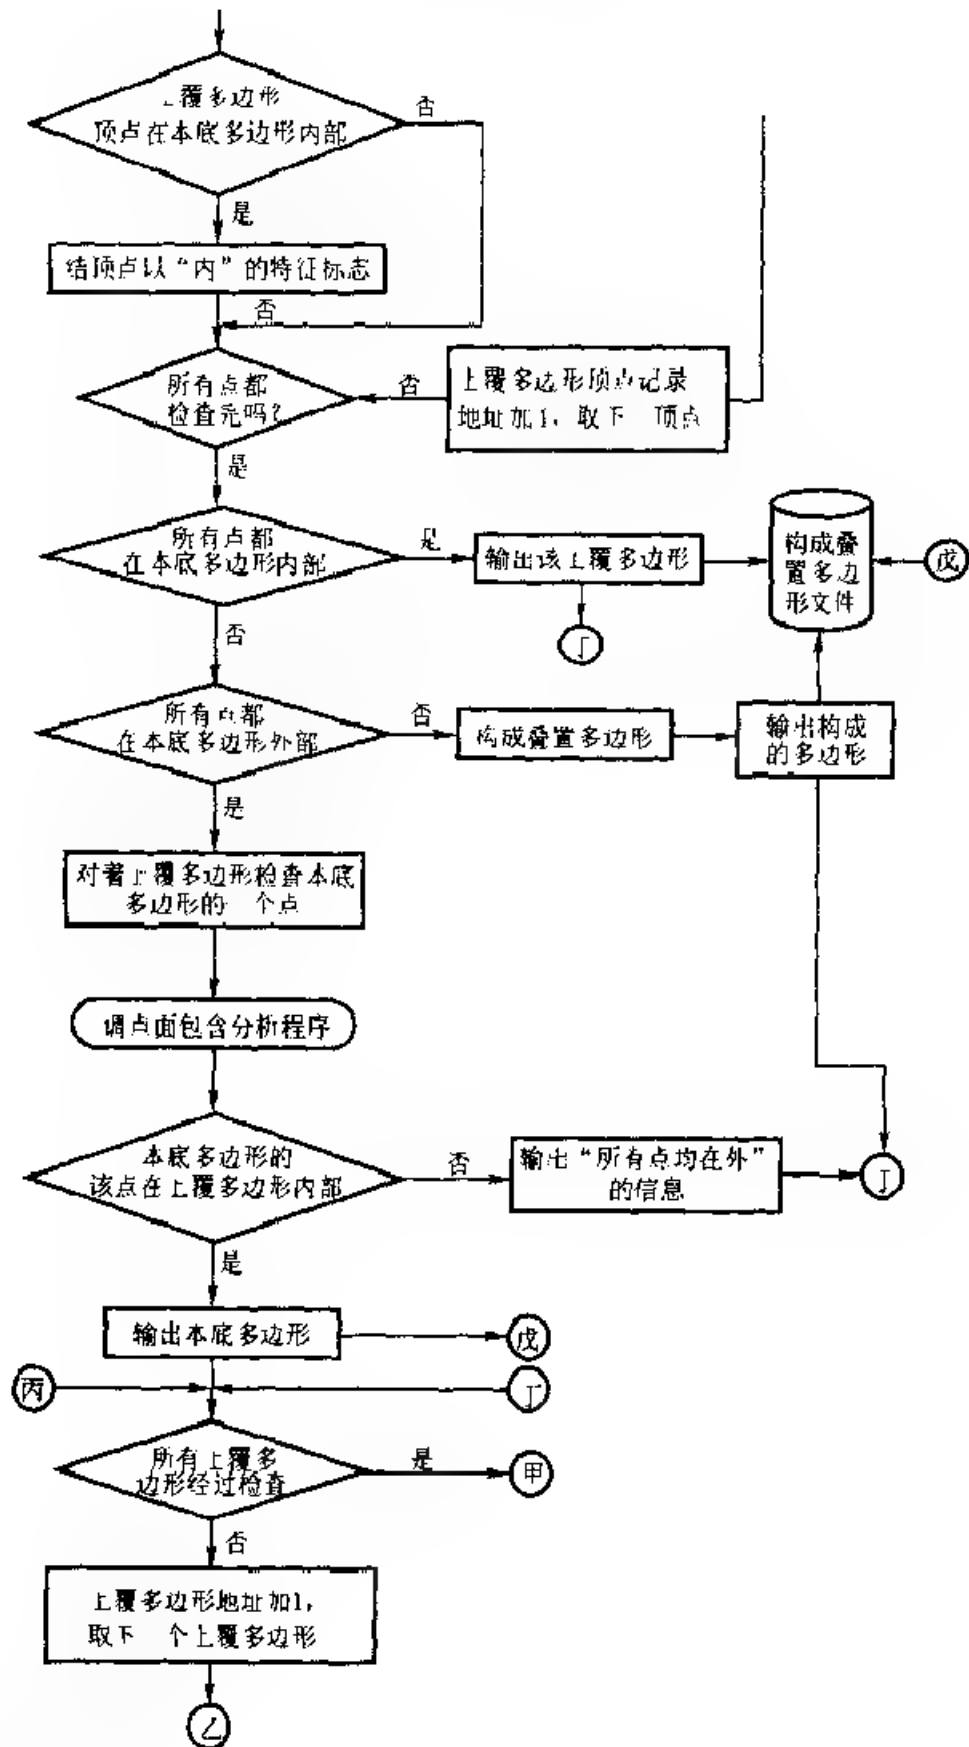 上覆多边形
顶点在本底多边形内部
否
是
结顶点以“内”的特征标志
否
所有点都
检查完吗?
否
上覆多边形顶点记录
地址加1, 取下一顶点
是
所有点都
在本底多边形内部
是
输出该上覆多边形
构成叠
置多边
形文件
戊
丁
否
所有点都
在本底多边形外部
否
构成叠置多边形
输出构成
的多边形
是
对着上覆多边形检查本底
多边形的一个点
调点面包含分析程序
本底多边形的
该点在上覆多边形内部
否
输出“所有点均在外”
的信息
丁
是
输出本底多边形
戊
丙
丁
所有上覆多
边形经过检查
是
甲
否
上覆多边形地址加1,
取下一个上覆多边形
乙